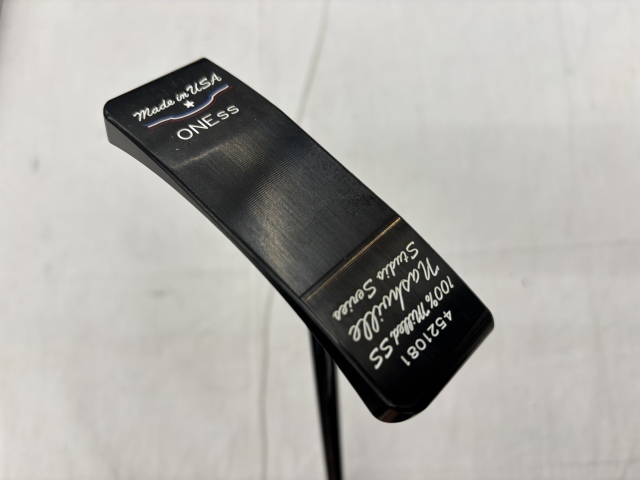 Made in USA
ONEss
Nashville
Studio Series
100% Milled SS
4521081